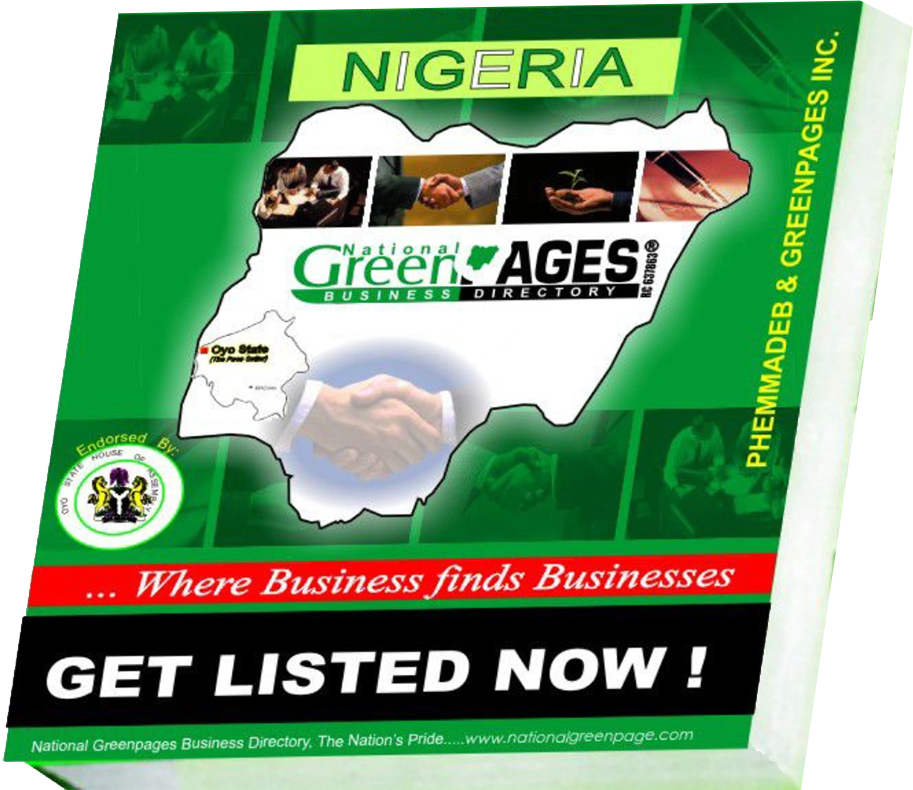 NIGERIA
PHEMMADEB & GREENPAGES INC.
National
GreenPAGES®
BUSINESS DIRECTORY
RC 637863
Oyo State
(The Pace Setter)
IBADAN
Endorsed By:
OYO STATE HOUSE OF ASSEMBLY
... Where Business finds Businesses
GET LISTED NOW !
National Greenpages Business Directory, The Nation's Pride.....www.nationalgreenpage.com